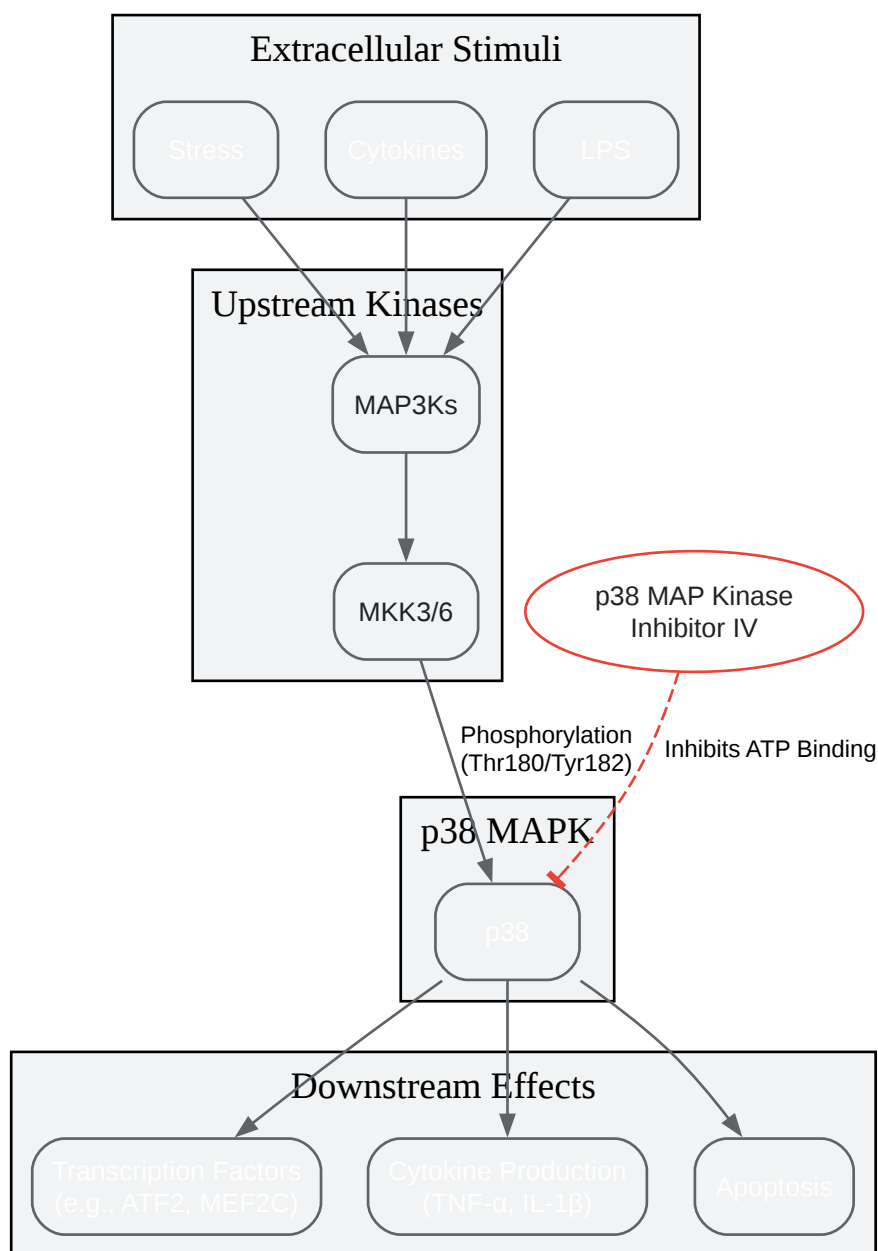 Extracellular Stimuli
Stress
Cytokines
LPS
Upstream Kinases
MAP3Ks
MKK3/6
p38 MAP Kinase
Inhibitor IV
Phosphorylation
(Thr180/Tyr182)
Inhibits ATP Binding
p38 MAPK
p38
Downstream Effects
Transcription Factors
(e.g., ATF2, MEF2C)
Cytokine Production
(TNF-α, IL-1β)
Apoptosis